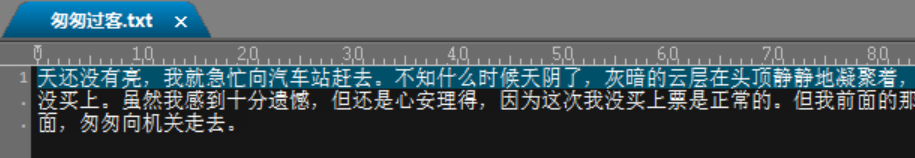 匆匆过客.txt ×
0 10 20 30 40 50 60 70 80
1 天还没有亮，我就急忙向汽车站赶去。不知什么时候天阴了，灰暗的云层在头顶静静地凝聚着，
没买上。虽然我感到十分遗憾，但还是心安理得，因为这次我没买上票是正常的。但我前面的那
面，匆匆向机关走去。